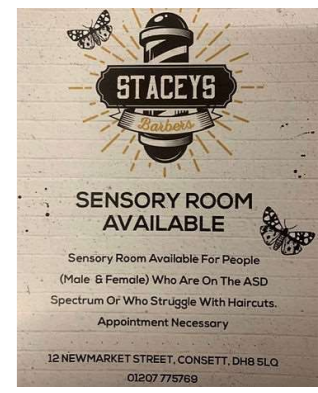 STACEYS
Barbers
SENSORY ROOM
AVAILABLE
Sensory Room Available For People
(Male & Female) Who Are On The ASD
Spectrum Or Who Struggle With Haircuts.
Appointment Necessary
12 NEWMARKET STREET, CONSETT, DH8 5LQ
01207 775769